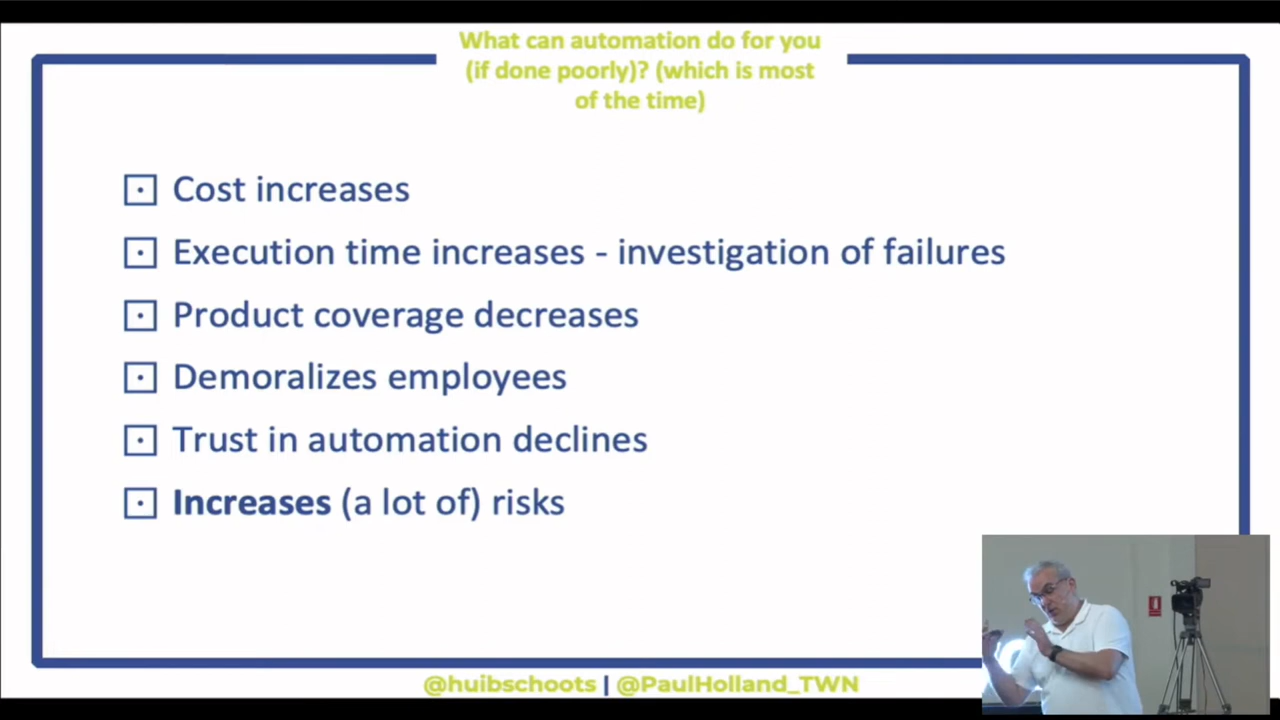 What can automation do for you
(if done poorly)? (which is most
of the time)
Cost increases
Execution time increases - investigation of failures
Product coverage decreases
Demoralizes employees
Trust in automation declines
Increases (a lot of) risks
@huibschoots | @PaulHolland_TWN